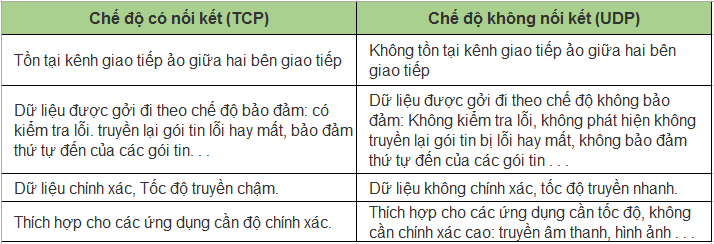 Chế độ có nối kết (TCP)
Chế độ không nối kết (UDP)
Tồn tại kênh giao tiếp ảo giữa hai bên giao tiếp
Không tồn tại kênh giao tiếp ảo giữa hai bên
giao tiếp
Dữ liệu được gởi đi theo chế độ bảo đảm: có
kiểm tra lỗi. truyền lại gói tin lỗi hay mất, bảo đảm
thứ tự đến của các gói tin. . .
Dữ liệu được gởi đi theo chế độ không bảo
đảm: Không kiểm tra lỗi, không phát hiện không
truyền lại gói tin bị lỗi hay mất, không bảo đảm
thứ tự đến của các gói tin . . .
Dữ liệu chính xác, Tốc độ truyền chậm.
Dữ liệu không chính xác, tốc độ truyền nhanh.
Thích hợp cho các ứng dụng cần độ chính xác.
Thích hợp cho các ứng dụng cần tốc độ, không
cần chính xác cao: truyền âm thanh, hình ảnh . . .